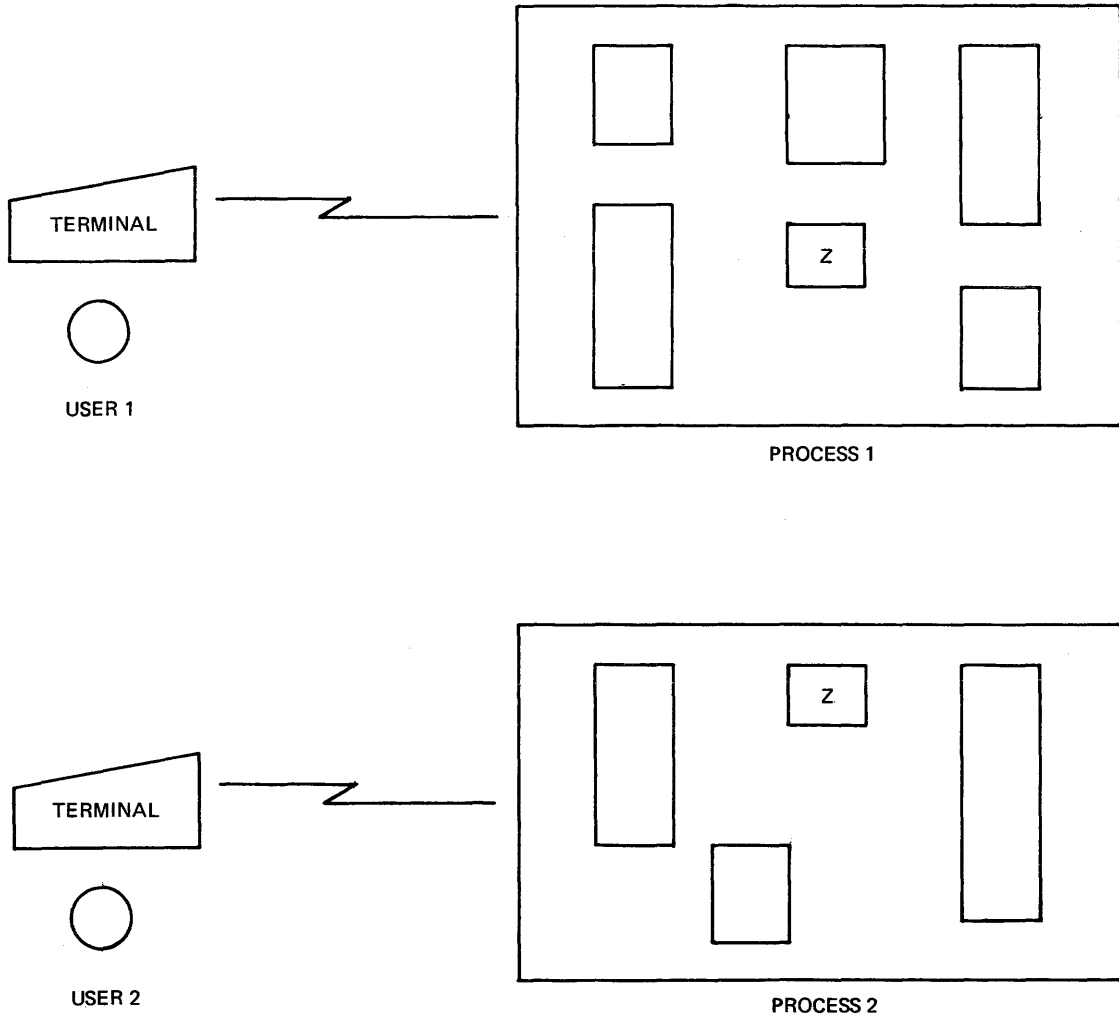 TERMINAL
Z
USER 1
PROCESS 1
Z
TERMINAL
USER 2
PROCESS 2